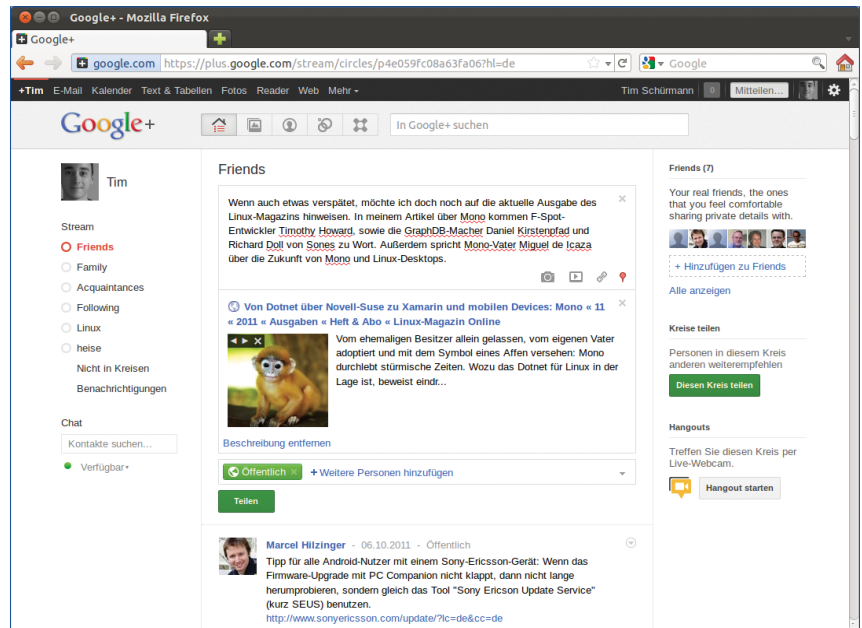 Google+ - Mozilla Firefox
Google+
google.com https://plus.google.com/stream/circles/p4e059fc08a63fa06?hl=de
Google
+Tim E-Mail Kalender Text & Tabellen Fotos Reader Web Mehr
Tim Schürmann 0 Mitteilen...
Google+
In Google+ suchen
Tim
Stream
Friends
Family
Acquaintances
Following
Linux
heise
Nicht in Kreisen
Benachrichtigungen
Chat
Kontakte suchen...
Verfügbar
Friends
Wenn auch etwas verspätet, möchte ich doch noch auf die aktuelle Ausgabe des
Linux-Magazins hinweisen. In meinem Artikel über Mono kommen F-Spot-
Entwickler Timothy Howard, sowie die GraphDB-Macher Daniel Kirstenpfad und
Richard Doll von Sones zu Wort. Außerdem spricht Mono-Vater Miguel de Icaza
über die Zukunft von Mono und Linux-Desktops.
Von Dotnet über Novell-Suse zu Xamarin und mobilen Devices: Mono « 11
« 2011 « Ausgaben « Heft & Abo « Linux-Magazin Online
Vom ehemaligen Besitzer allein gelassen, vom eigenen Vater
adoptiert und mit dem Symbol eines Affen versehen: Mono
durchlebt stürmische Zeiten. Wozu das Dotnet für Linux in der
Lage ist, beweist eindr...
Beschreibung entfernen
Öffentlich + Weitere Personen hinzufügen
Teilen
Marcel Hilzinger - 06.10.2011 - Öffentlich
Tipp für alle Android-Nutzer mit einem Sony-Ericsson-Gerät: Wenn das
Firmware-Upgrade mit PC Companion nicht klappt, dann nicht lange
herumprobieren, sondern gleich das Tool "Sony Ericson Update Service"
(kurz SEUS) benutzen.
http://www.sonyericsson.com/update/?lc=de&cc=de
Friends (7)
Your real friends, the ones
that you feel comfortable
sharing private details with.
+ Hinzufügen zu Friends
Alle anzeigen
Kreise teilen
Personen in diesem Kreis
anderen weiterempfehlen
Diesen Kreis teilen
Hangouts
Treffen Sie diesen Kreis per
Live-Webcam.
Hangout starten